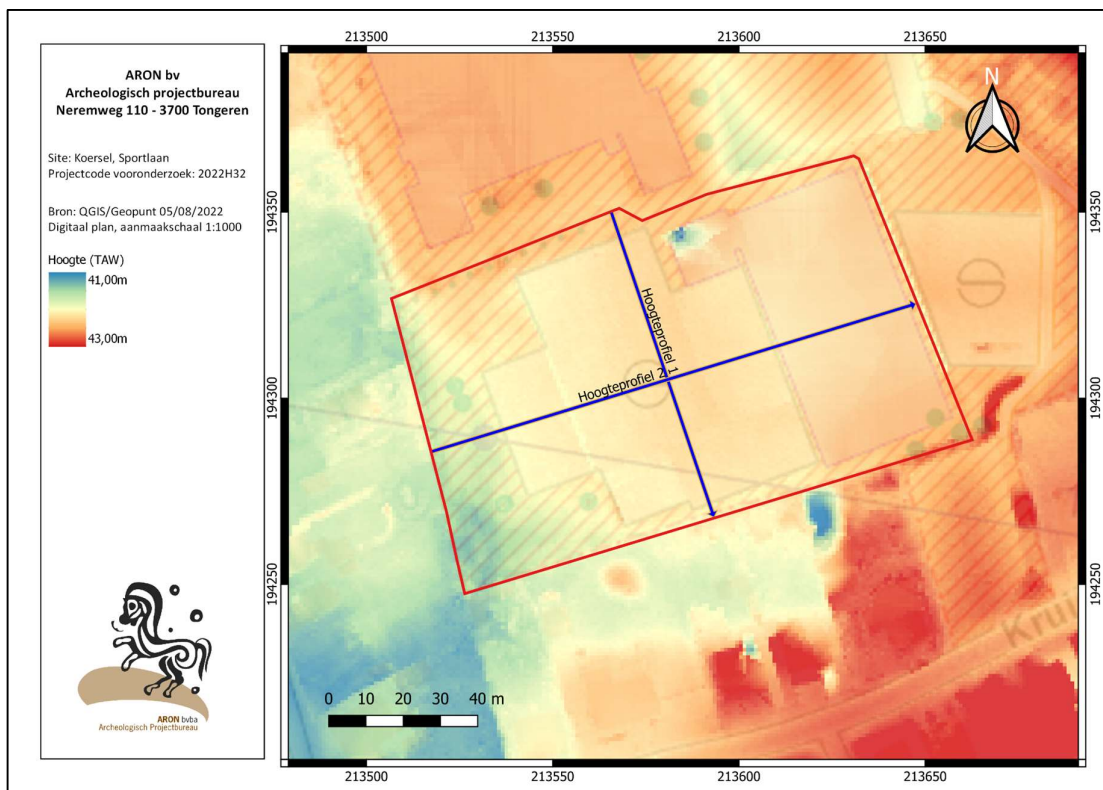 ARON bv
Archeologisch projectbureau
Neremweg 110 - 3700 Tongeren
Site: Koersel, Sportlaan
Projectcode vooronderzoek: 2022H32
Bron: QGIS/Geopunt 05/08/2022
Digitaal plan, aanmaakschaal 1:1000
Hoogte (TAW)
41,00m
43,00m
ARON bvba
Archeologisch Projectbureau
213500 213550 213600 213650
194350
194300
194250
194350
194300
194250
N
Hoogteprofiel 1
Hoogteprofiel 2
Krui
0 10 20 30 40 m
213500 213550 213600 213650